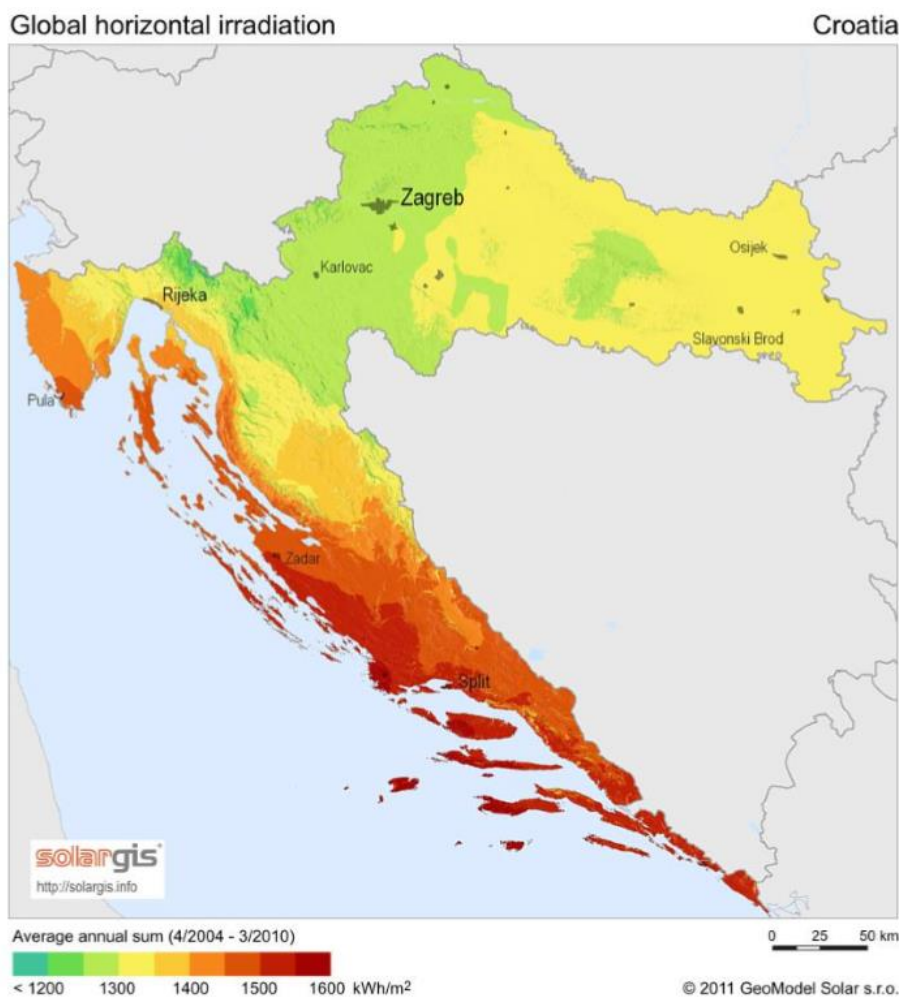 Global horizontal irradiation
Croatia
Zagreb
Osijek
Karlovac
Rijeka
Slavonski Brod
Pula
Zadar
Split
solargis
http://solargis.info
Average annual sum (4/2004 - 3/2010)
0 25 50 km
< 1200 1300 1400 1500 1600 kWh/m²
© 2011 GeoModel Solar s.r.o.